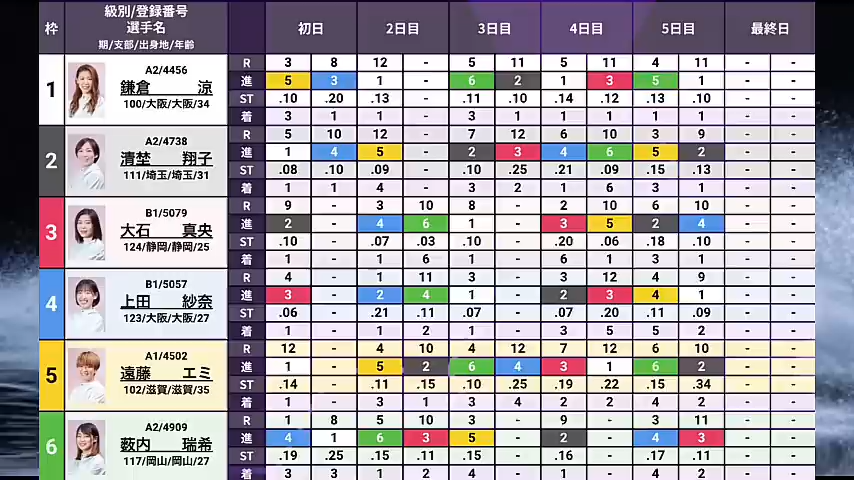 枠 級別/登録番号 選手名 期/支部/出身地/年齢 初日 2日目 3日目 4日目 5日目 最終日
1 A2/4456 鎌倉 涼 100/大阪/大阪/34
R 3 8 12 - 5 11 5 11 4 11 - -
進 5 3 1 - 6 2 1 3 5 1 - -
ST .10 .20 .13 - .11 .10 .14 .12 .13 .10 - -
着 3 1 1 - 3 1 1 1 1 1 - -
2 A2/4738 清埜 翔子 111/埼玉/埼玉/31
R 5 10 12 - 7 12 6 10 3 9 - -
進 1 4 5 - 2 3 4 6 5 2 - -
ST .08 .10 .09 - .10 .25 .21 .09 .15 .13 - -
着 1 1 4 - 3 2 1 6 3 1 - -
3 B1/5079 大石 真央 124/静岡/静岡/25
R 9 - 3 10 8 - 2 10 6 10 - -
進 2 - 4 6 1 - 3 5 2 4 - -
ST .10 - .07 .03 .10 - .20 .06 .18 .10 - -
着 1 - 1 6 1 - 6 1 3 1 - -
4 B1/5057 上田 紗奈 123/大阪/大阪/27
R 4 - 1 11 3 - 3 12 4 9 - -
進 3 - 2 4 1 - 2 3 4 1 - -
ST .06 - .21 .11 .07 - .07 .20 .11 .09 - -
着 1 - 1 2 1 - 3 5 5 2 - -
5 A1/4502 遠藤 エミ 102/滋賀/滋賀/35
R 12 - 4 10 4 12 7 12 6 10 - -
進 1 - 5 2 6 4 3 1 6 2 - -
ST .14 - .11 .15 .10 .25 .19 .22 .15 .34 - -
着 1 - 3 1 3 4 2 2 4 2 - -
6 A2/4909 薮内 瑞希 117/岡山/岡山/27
R 1 8 5 10 3 - 9 - 3 11 - -
進 4 1 6 3 5 - 2 - 4 3 - -
ST .19 .25 .15 .11 .15 - .16 - .17 .11 - -
着 3 3 1 2 4 - 1 - 4 2 - -